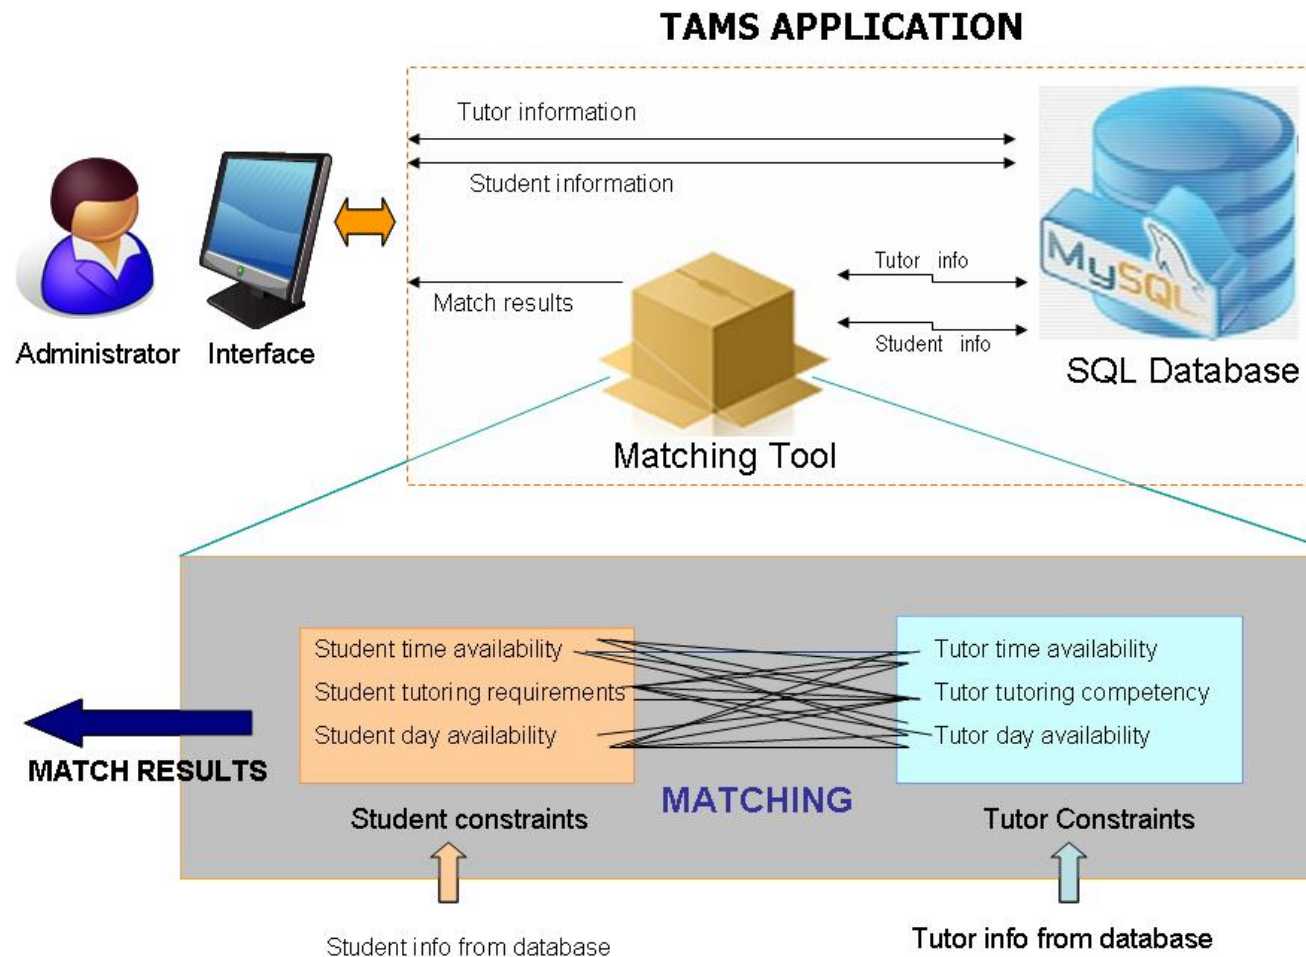 TAMS APPLICATION
Tutor information
Student information
Tutor info
Match results
Student info
MySQL
Administrator
Interface
SQL Database
Matching Tool
Student time availability
Tutor time availability
Student tutoring requirements
Tutor tutoring competency
Student day availability
Tutor day availability
MATCH RESULTS
MATCHING
Student constraints
Tutor Constraints
Student info from database
Tutor info from database